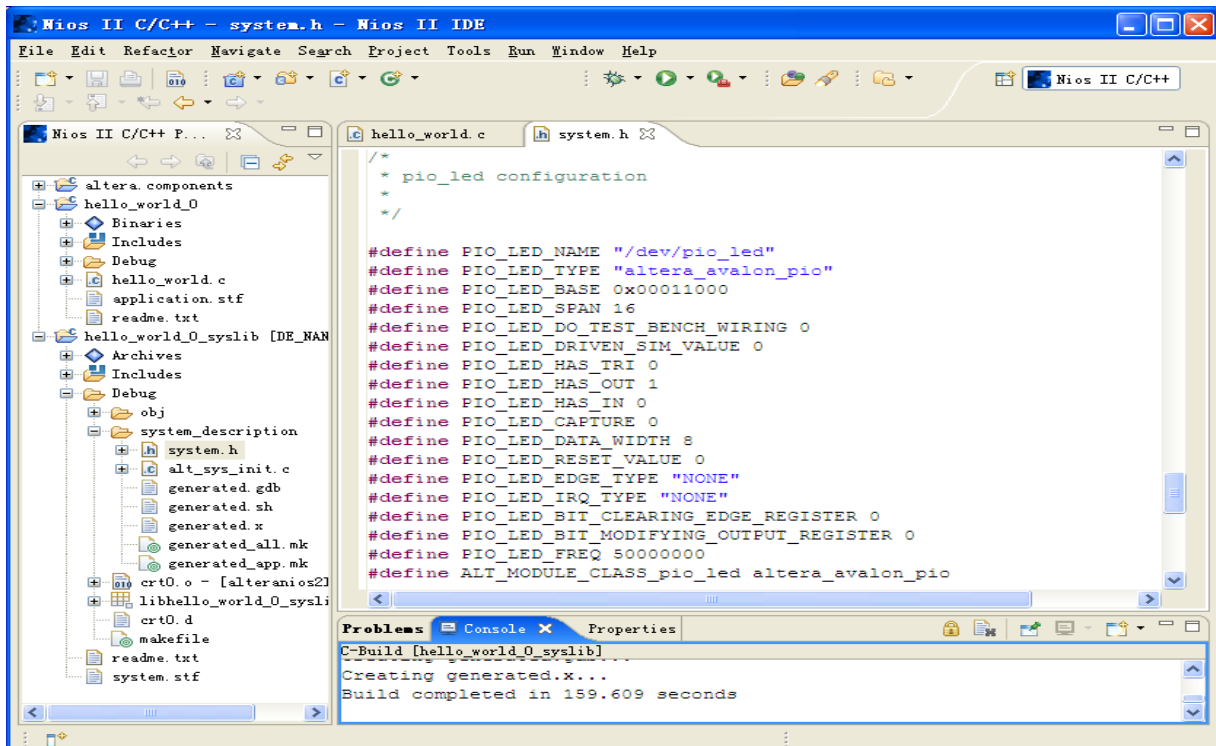 Nios II C/C++ - system.h - Nios II IDE
File Edit Refactor Navigate Search Project Tools Run Window Help
Nios II C/C++
Nios II C/C++ P...
altera.components
hello_world_0
Binaries
Includes
Debug
hello_world.c
application.stf
readme.txt
hello_world_0_syslib [DE_NAN
Archives
Includes
Debug
obj
system_description
system.h
alt_sys_init.c
generated.gdb
generated.sh
generated.x
generated_all.mk
generated_app.mk
crt0.o - [alteranios2]
libhello_world_0_sysli
crt0.d
makefile
readme.txt
system.stf
hello_world.c system.h
/*
* pio_led configuration
*
*/
#define PIO_LED_NAME "/dev/pio_led"
#define PIO_LED_TYPE "altera_avalon_pio"
#define PIO_LED_BASE 0x00011000
#define PIO_LED_SPAN 16
#define PIO_LED_DO_TEST_BENCH_WIRING 0
#define PIO_LED_DRIVEN_SIM_VALUE 0
#define PIO_LED_HAS_TRI 0
#define PIO_LED_HAS_OUT 1
#define PIO_LED_HAS_IN 0
#define PIO_LED_CAPTURE 0
#define PIO_LED_DATA_WIDTH 8
#define PIO_LED_RESET_VALUE 0
#define PIO_LED_EDGE_TYPE "NONE"
#define PIO_LED_IRQ_TYPE "NONE"
#define PIO_LED_BIT_CLEARING_EDGE_REGISTER 0
#define PIO_LED_BIT_MODIFYING_OUTPUT_REGISTER 0
#define PIO_LED_FREQ 50000000
#define ALT_MODULE_CLASS_pio_led altera_avalon_pio
Problems Console Properties
C-Build [hello_world_0_syslib]
Creating generated.x...
Build completed in 159.609 seconds